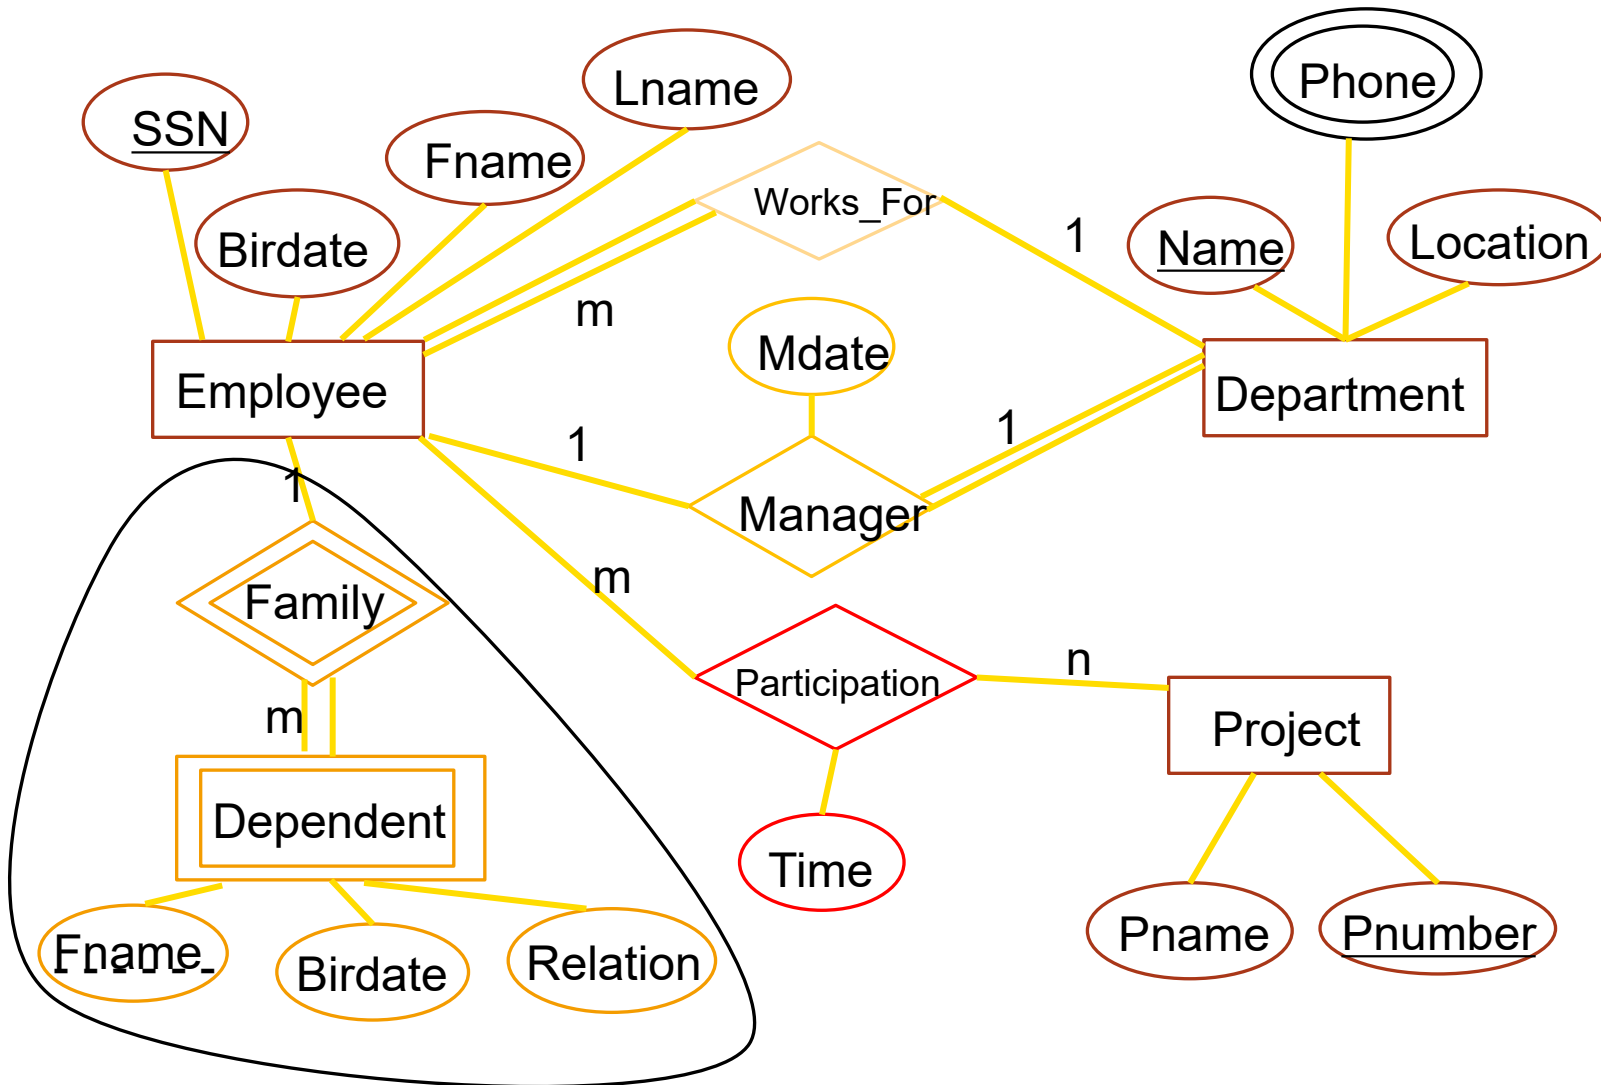 Phone
Lname
SSN
Fname
Works_For
Birdate
1
Name
Location
m
Mdate
Employee
Department
1
1
1
Manager
m
Family
Participation
n
m
Project
Dependent
Time
Fname
Birdate
Relation
Pname
Pnumber